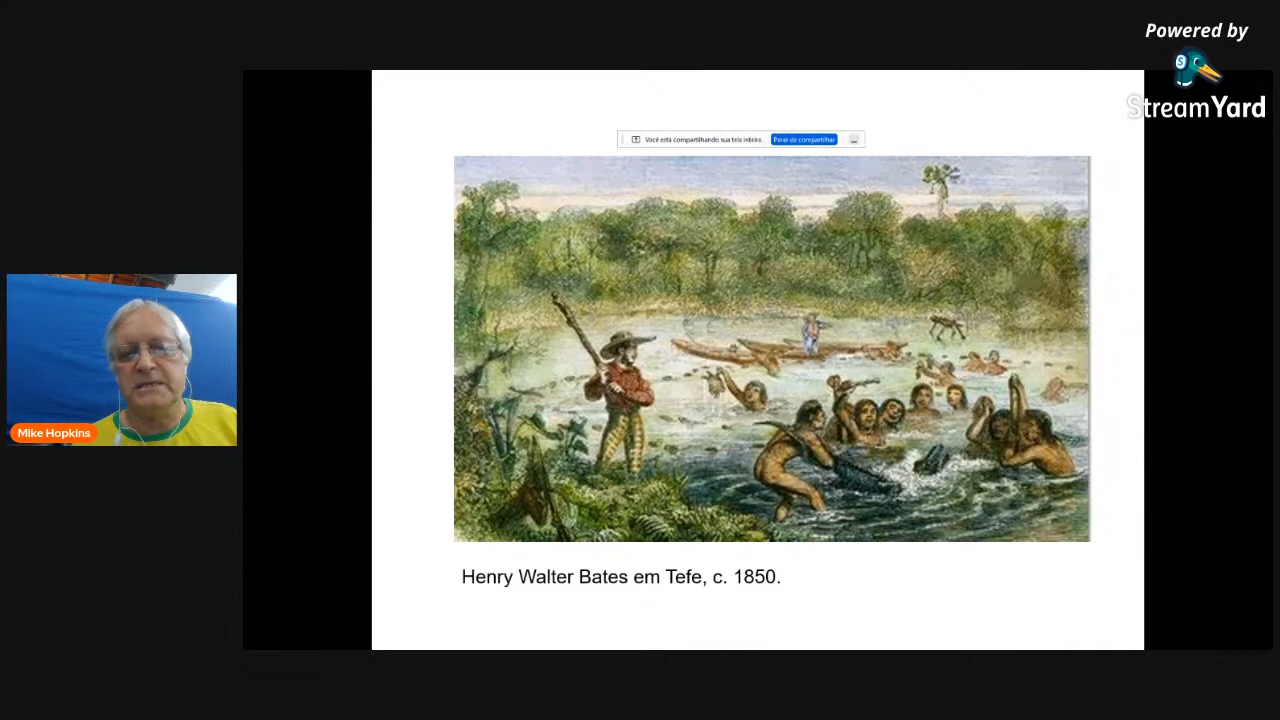 Powered by
StreamYard
Você está compartilhando sua tela inteira.
Parar de compartilhar
Mike Hopkins
Henry Walter Bates em Tefe, c. 1850.